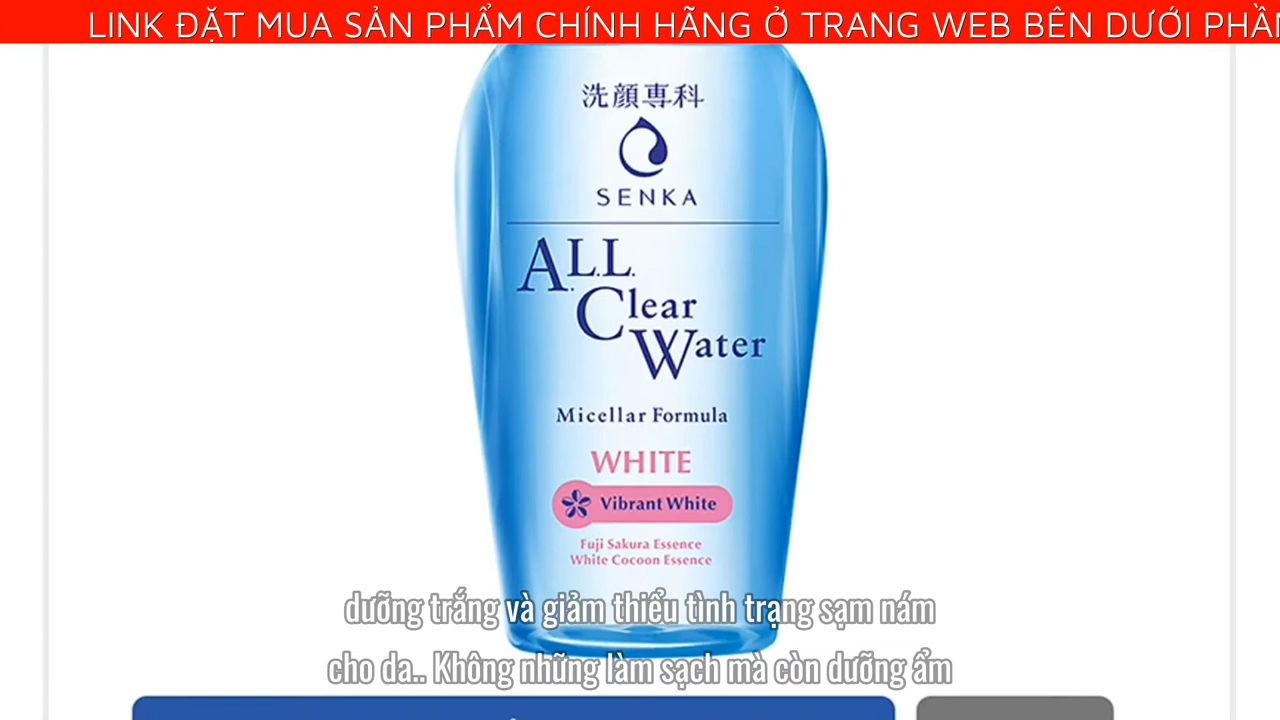 LINK ĐẶT MUA SẢN PHẨM CHÍNH HÃNG Ở TRANG WEB BÊN DƯỚI PHẦN
洗顔専科
SENKA
A.L.L.
Clear
Water
Micellar Formula
WHITE
Vibrant White
Fuji Sakura Essence
White Cocoon Essence
dưỡng trắng và giảm thiểu tình trạng sạm nám
cho da.. Không những làm sạch mà còn dưỡng ẩm